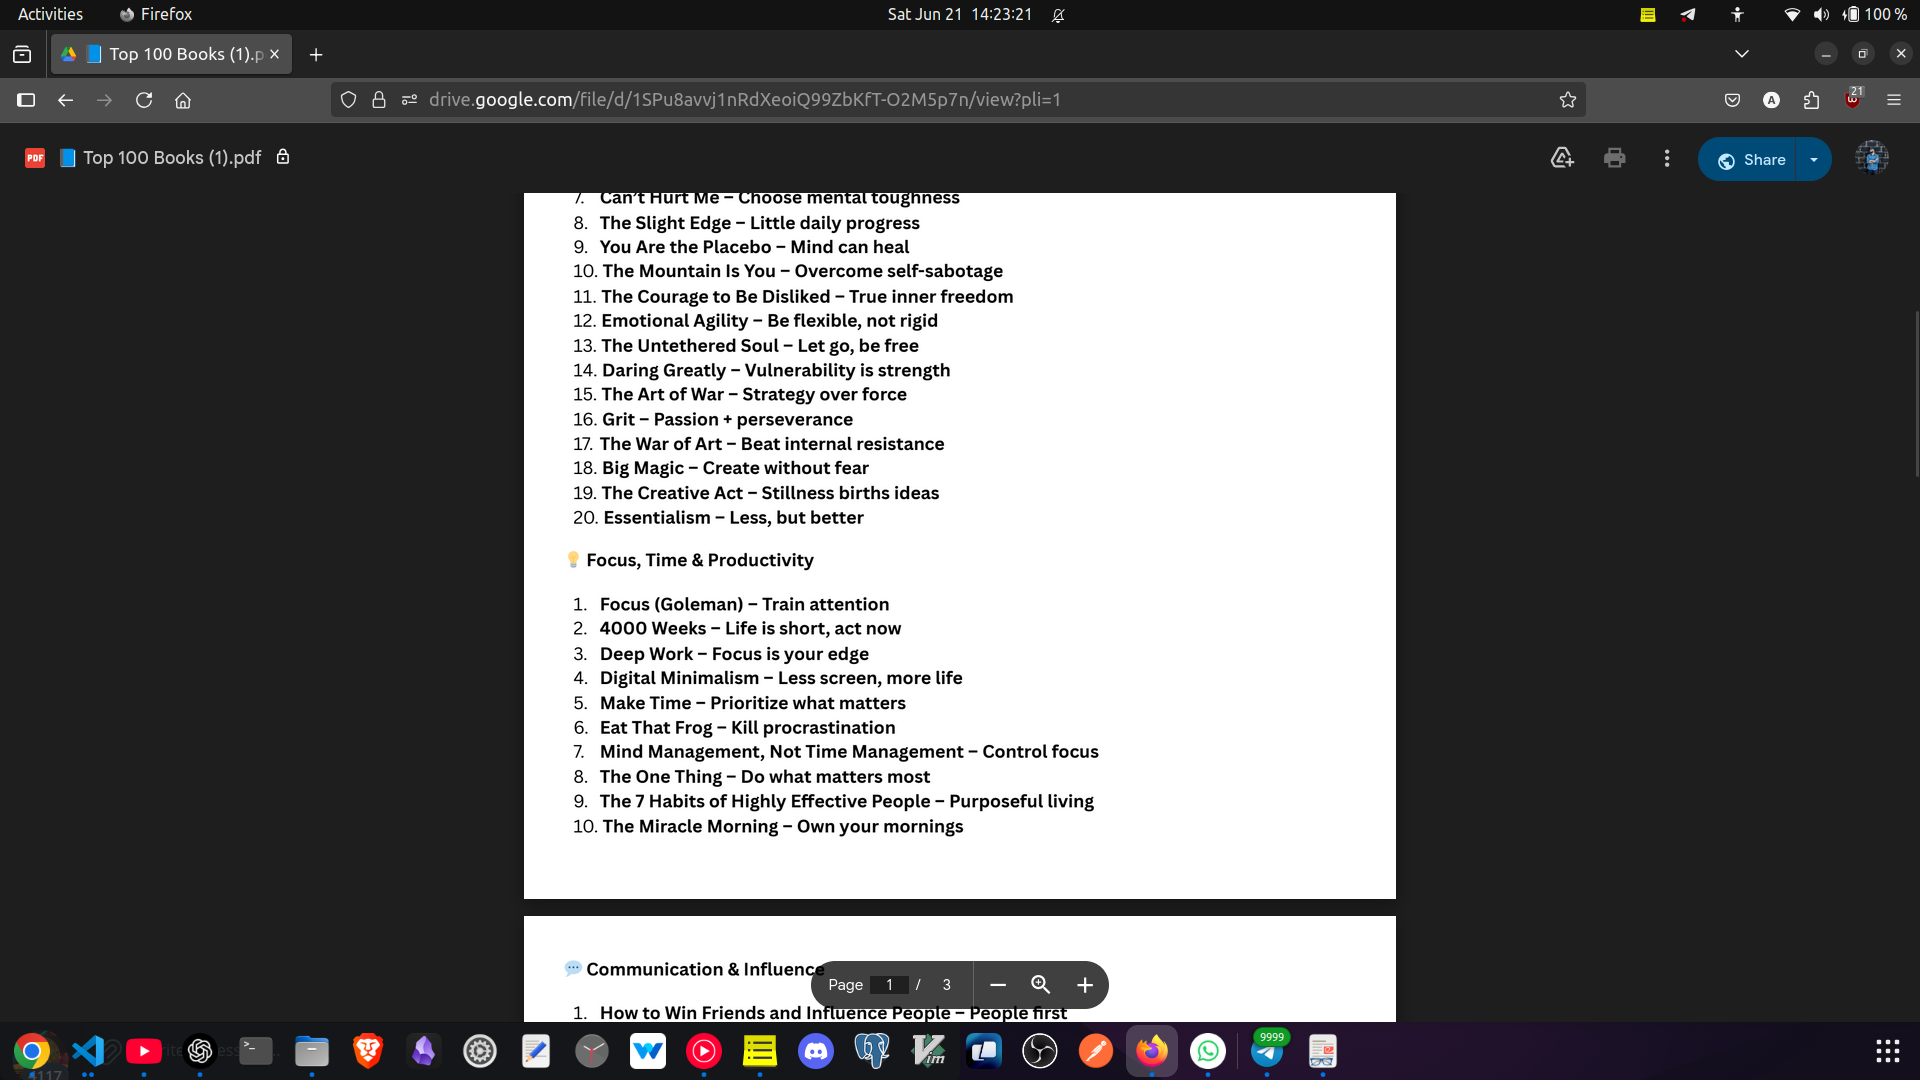 Activities
Firefox
Sat Jun 21 14:23:21
100 %
Top 100 Books (1).p
drive.google.com/file/d/1SPu8avvj1nRdXeoiQ99ZbKfT-O2M5p7n/view?pli=1
A
21
PDF
Top 100 Books (1).pdf
Share
7. Can't Hurt Me – Choose mental toughness
8. The Slight Edge – Little daily progress
9. You Are the Placebo – Mind can heal
10. The Mountain Is You – Overcome self-sabotage
11. The Courage to Be Disliked – True inner freedom
12. Emotional Agility – Be flexible, not rigid
13. The Untethered Soul – Let go, be free
14. Daring Greatly – Vulnerability is strength
15. The Art of War – Strategy over force
16. Grit – Passion + perseverance
17. The War of Art – Beat internal resistance
18. Big Magic – Create without fear
19. The Creative Act – Stillness births ideas
20. Essentialism – Less, but better
Focus, Time & Productivity
1. Focus (Goleman) – Train attention
2. 4000 Weeks – Life is short, act now
3. Deep Work – Focus is your edge
4. Digital Minimalism – Less screen, more life
5. Make Time – Prioritize what matters
6. Eat That Frog – Kill procrastination
7. Mind Management, Not Time Management – Control focus
8. The One Thing – Do what matters most
9. The 7 Habits of Highly Effective People – Purposeful living
10. The Miracle Morning – Own your mornings
Communication & Influence
1. How to Win Friends and Influence People – People first
Page 1 / 3
9999
Vim
4117